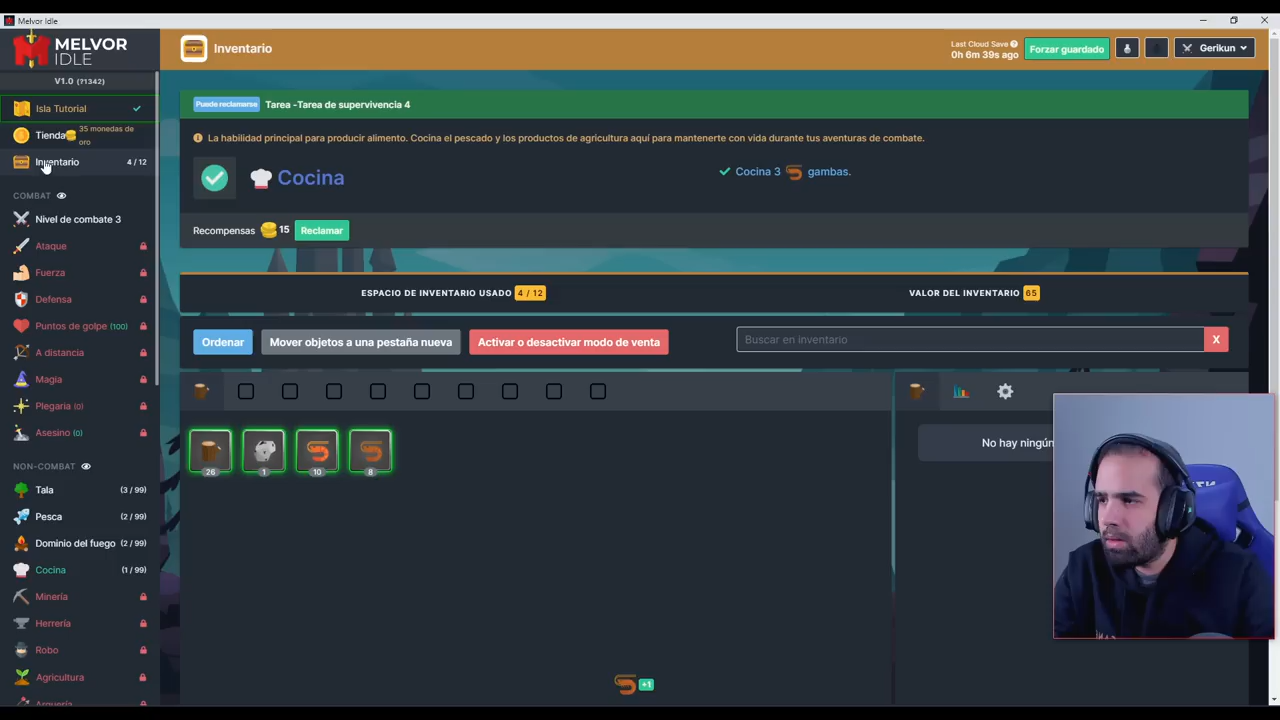 Melvor Idle
MELVOR
IDLE
V1.0 (?1342)
Isla Tutorial
Tienda
35 monedas de
oro
Inventario
4 / 12
COMBAT
Nivel de combate 3
Ataque
Fuerza
Defensa
Puntos de golpe (100)
A distancia
Magia
Plegaria (0)
Asesino (0)
NON-COMBAT
Tala
(3 / 99)
Pesca
(2 / 99)
Dominio del fuego
(2 / 99)
Cocina
(1 / 99)
Minería
Herrería
Robo
Agricultura
Inventario
Last Cloud Save
0h 6m 39s ago
Forzar guardado
Gerikun
Puede reclamarse
Tarea -Tarea de supervivencia 4
La habilidad principal para producir alimento. Cocina el pescado y los productos de agricultura aquí para mantenerte con vida durante tus aventuras de combate.
Cocina
Cocina 3 gambas.
Recompensas
15
Reclamar
ESPACIO DE INVENTARIO USADO 4 / 12
VALOR DEL INVENTARIO 65
Ordenar
Mover objetos a una pestaña nueva
Activar o desactivar modo de venta
Buscar en inventario
X
26
1
10
8
No hay ningún
+1